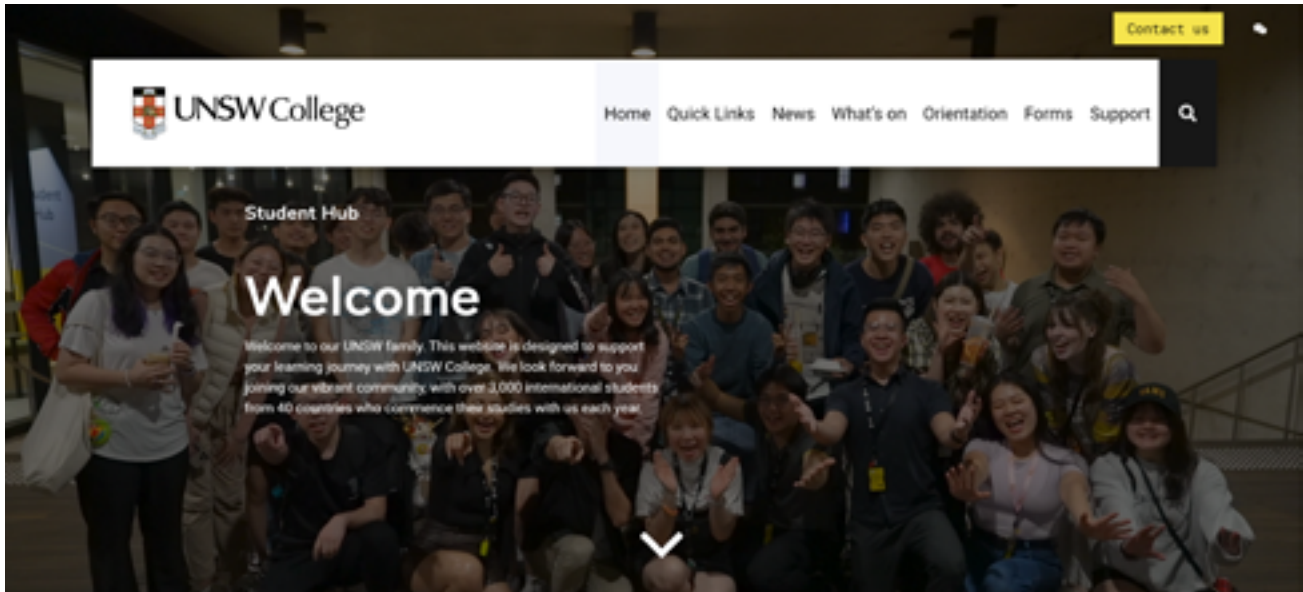 Contact us
UNSW College
Home Quick Links News What's on Orientation Forms Support
Student Hub
Welcome
Welcome to our UNSW family. This website is designed to support
your learning journey with UNSW College. We look forward to you
joining our vibrant community, with over 3,000 international students
from 40 countries who commence their studies with us each year.